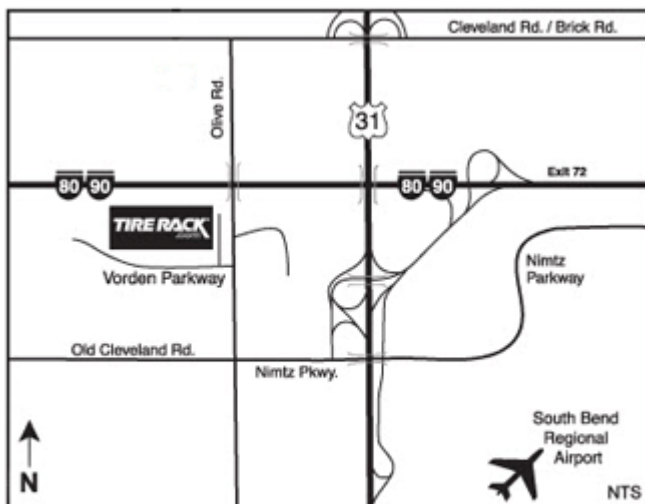 Cleveland Rd. / Brick Rd.
Olive Rd.
31
80 90
80 90
Exit 72
TIRE RACK
.com
Vorden Parkway
Nimtz
Parkway
Old Cleveland Rd.
Nimtz Pkwy.
South Bend
Regional
Airport
N
NTS